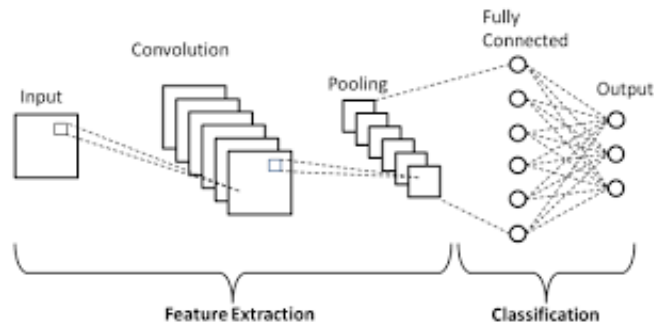 Fully
Connected
Convolution
Pooling
Output
Input
Feature Extraction
Classification